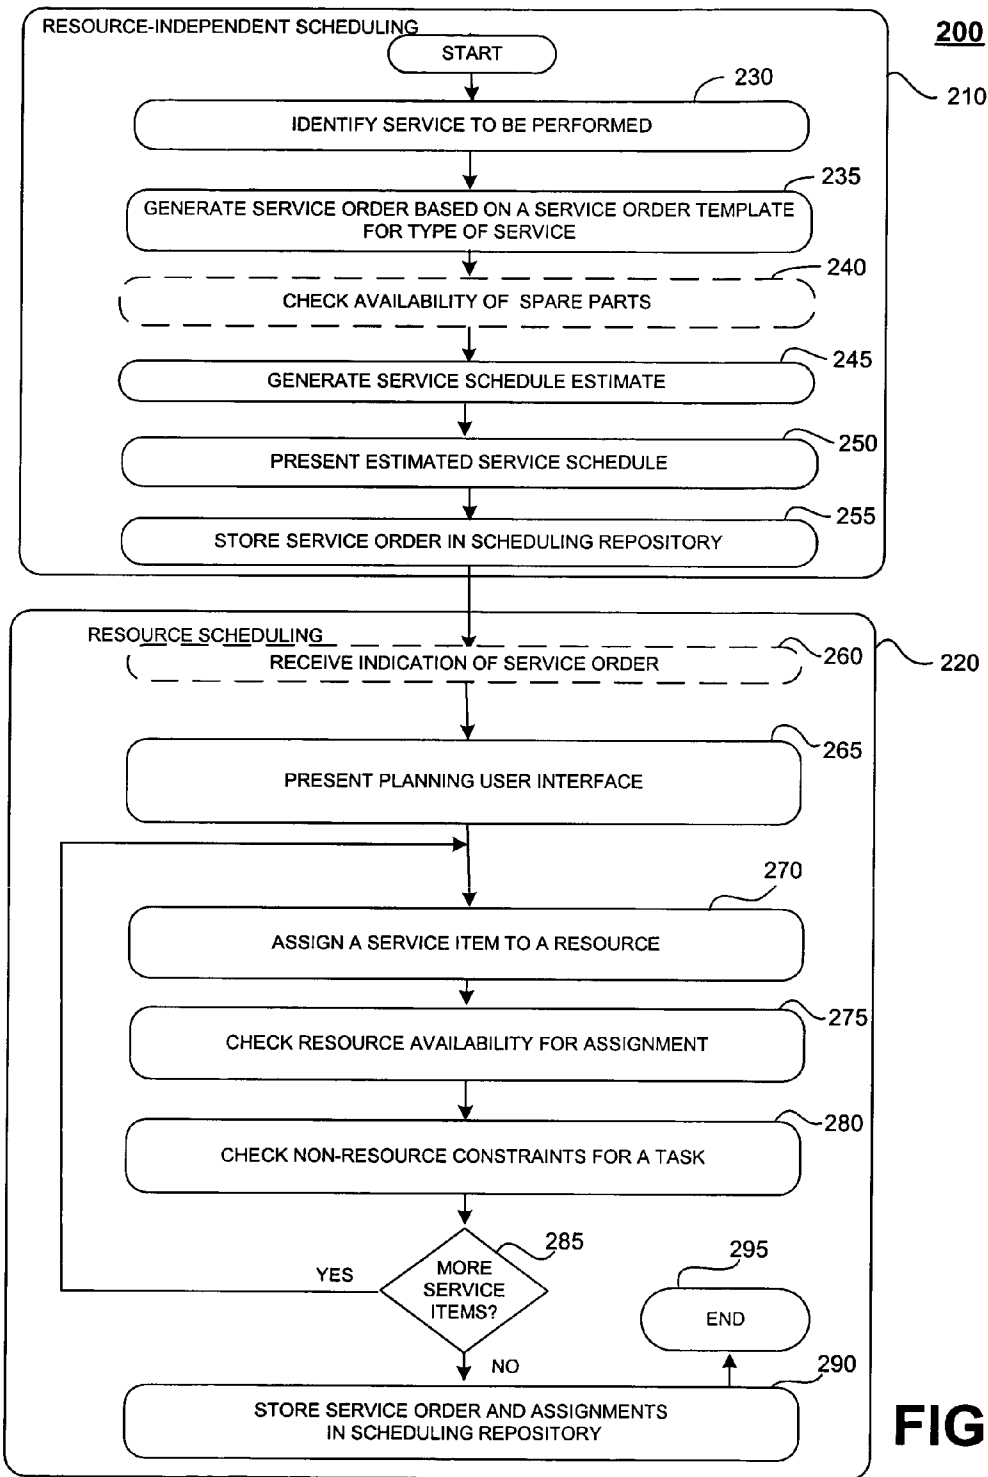 RESOURCE-INDEPENDENT SCHEDULING
200
START
210
230
IDENTIFY SERVICE TO BE PERFORMED
235
GENERATE SERVICE ORDER BASED ON A SERVICE ORDER TEMPLATE
FOR TYPE OF SERVICE
240
CHECK AVAILABILITY OF SPARE PARTS
245
GENERATE SERVICE SCHEDULE ESTIMATE
250
PRESENT ESTIMATED SERVICE SCHEDULE
255
STORE SERVICE ORDER IN SCHEDULING REPOSITORY
RESOURCE SCHEDULING
260
RECEIVE INDICATION OF SERVICE ORDER
220
265
PRESENT PLANNING USER INTERFACE
270
ASSIGN A SERVICE ITEM TO A RESOURCE
275
CHECK RESOURCE AVAILABILITY FOR ASSIGNMENT
280
CHECK NON-RESOURCE CONSTRAINTS FOR A TASK
285
295
YES
MORE
SERVICE
ITEMS?
END
NO
290
STORE SERVICE ORDER AND ASSIGNMENTS
IN SCHEDULING REPOSITORY
FIG